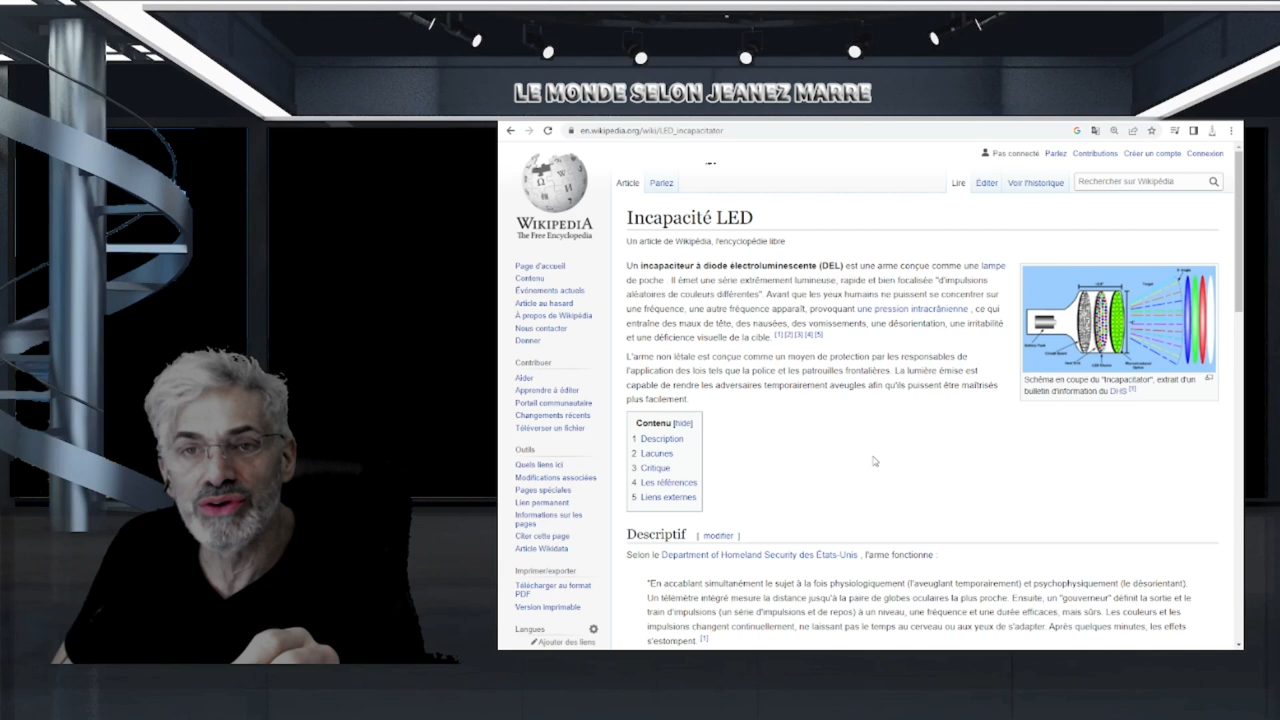 LE MONDE SELON JEANEZ MARRE
en.wikipedia.org/wiki/LED_incapacitator
Pas connecté Parlez Contributions Créer un compte Connexion
Article Parlez Lire Éditer Voir l'historique Rechercher sur Wikipédia
WIKIPEDIA
The Free Encyclopedia
Page d'accueil
Contenu
Événements actuels
Article au hasard
À propos de Wikipédia
Nous contacter
Donner
Contribuer
Aider
Apprendre à éditer
Portail communautaire
Changements récents
Téléverser un fichier
Outils
Quels liens ici
Modifications associées
Pages spéciales
Lien permanent
Informations sur les
pages
Citer cette page
Article Wikidata
Imprimer/exporter
Télécharger au format
PDF
Version imprimable
Langues
Ajouter des liens
Incapacité LED
Un article de Wikipédia, l'encyclopédie libre
Un incapaciteur à diode électroluminescente (DEL) est une arme conçue comme une lampe
de poche . Il émet une série extrêmement lumineuse, rapide et bien focalisée "d'impulsions
aléatoires de couleurs différentes". Avant que les yeux humains ne puissent se concentrer sur
une fréquence, une autre fréquence apparaît, provoquant une pression intracrânienne , ce qui
entraîne des maux de tête, des nausées, des vomissements, une désorientation, une irritabilité
et une déficience visuelle de la cible. [1] [2] [3] [4] [5]
L'arme non létale est conçue comme un moyen de protection par les responsables de
l'application des lois tels que la police et les patrouilles frontalières. La lumière émise est
capable de rendre les adversaires temporairement aveugles afin qu'ils puissent être maîtrisés
plus facilement.
Schéma en coupe du "Incapacitator", extrait d'un
bulletin d'information du DHS [1]
Contenu [hide]
1 Description
2 Lacunes
3 Critique
4 Les références
5 Liens externes
Descriptif [ modifier ]
Selon le Department of Homeland Security des États-Unis , l'arme fonctionne :
"En accablant simultanément le sujet à la fois physiologiquement (l'aveuglant temporairement) et psychophysiquement (le désorientant).
Un télémètre intégré mesure la distance jusqu'à la paire de globes oculaires la plus proche. Ensuite, un "gouverneur" définit la sortie et le
train d'impulsions (un série d'impulsions et de repos) à un niveau, une fréquence et une durée efficaces, mais sûrs. Les couleurs et les
impulsions changent continuellement, ne laissant pas le temps au cerveau ou aux yeux de s'adapter. Après quelques minutes, les effets
s'estompent. [1]